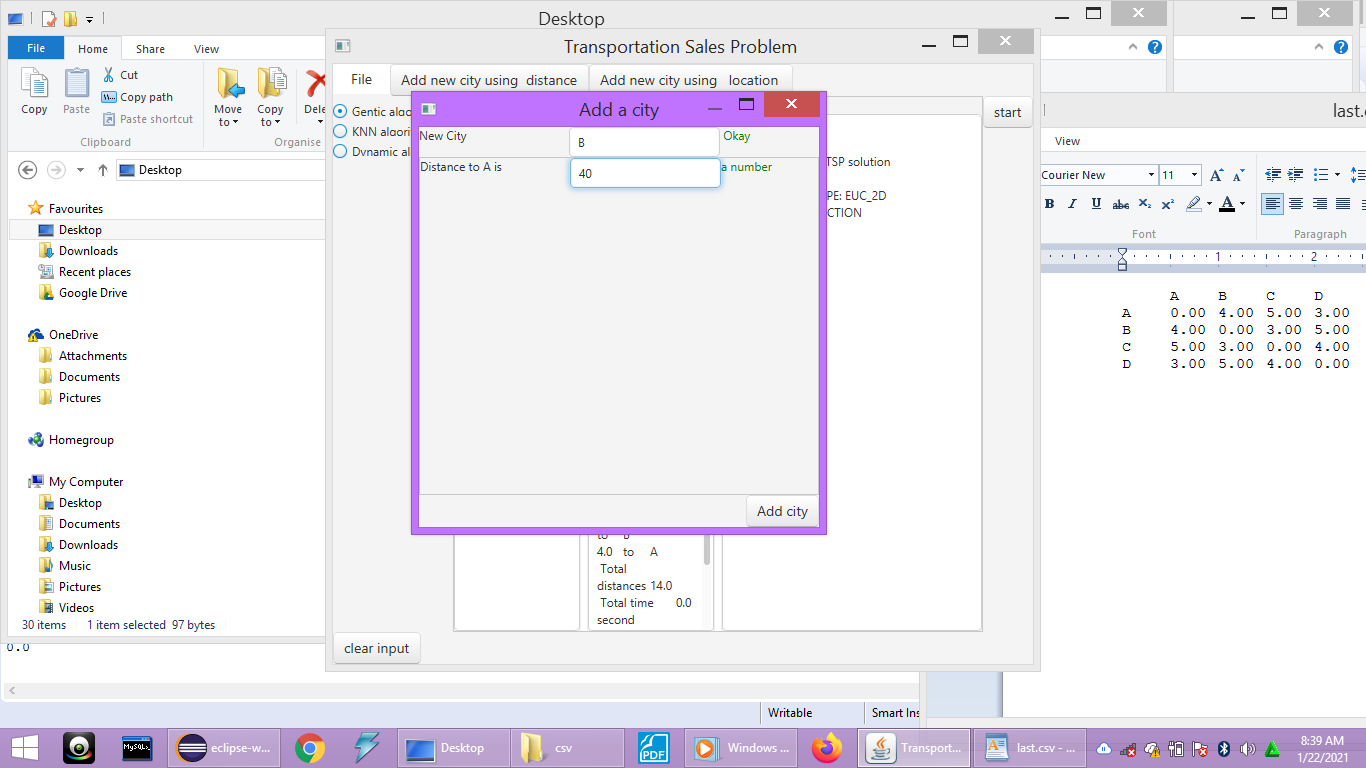 Desktop
File Home Share View
Copy
Paste
Cut
Copy path
Paste shortcut
Clipboard
Move to
Copy to
Organise
Desktop
Favourites
Desktop
Downloads
Recent places
Google Drive
OneDrive
Attachments
Documents
Pictures
Homegroup
My Computer
Desktop
Documents
Downloads
Music
Pictures
Videos
30 items 1 item selected 97 bytes
0.0
Writable Smart Ins
Transportation Sales Problem
File Add new city using distance Add new city using location
Gentic algo
KNN algori
Dynamic al
start
TSP solution
PE: EUC_2D
CTION
Add a city
New City B Okay
Distance to A is 40 a number
Add city
to B
4.0 to A
Total
distances 14.0
Total time 0.0
second
clear input
last.c
View
Courier New 11
B I U abc X₂ X²
Font
Paragraph
1 2
A B C D
A 0.00 4.00 5.00 3.00
B 4.00 0.00 3.00 5.00
C 5.00 3.00 0.00 4.00
D 3.00 5.00 4.00 0.00
MySQL
eclipse-w...
Desktop
csv
PDF
Windows ...
Transport...
last.csv - ...
8:39 AM
1/22/2021